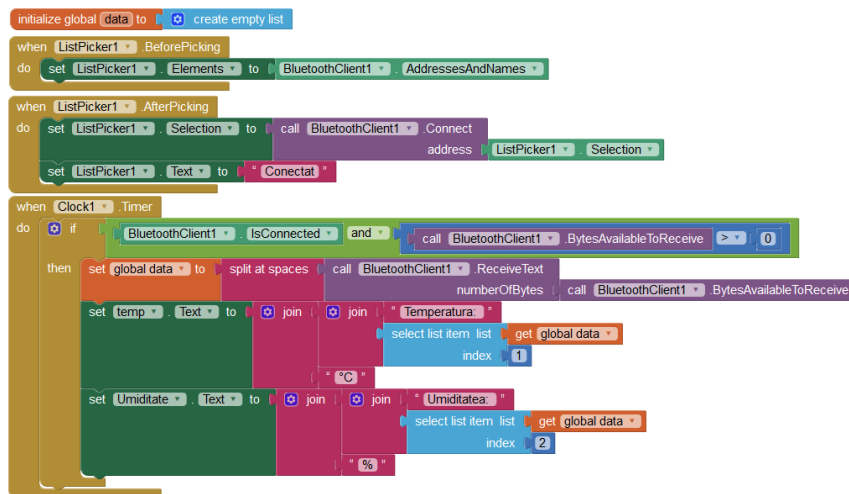 initialize global data to create empty list
when ListPicker1 .BeforePicking
do set ListPicker1 . Elements to BluetoothClient1 . AddressesAndNames
when ListPicker1 .AfterPicking
do set ListPicker1 . Selection to call BluetoothClient1 .Connect
address ListPicker1 . Selection
set ListPicker1 . Text to " Conectat "
when Clock1 .Timer
do if BluetoothClient1 . IsConnected and call BluetoothClient1 .BytesAvailableToReceive > 0
then set global data to split at spaces call BluetoothClient1 .ReceiveText
numberOfBytes call BluetoothClient1 .BytesAvailableToReceive
set temp . Text to join join " Temperatura: "
select list item list get global data
index 1
" °C "
set Umiditate . Text to join join " Umiditatea: "
select list item list get global data
index 2
" % "